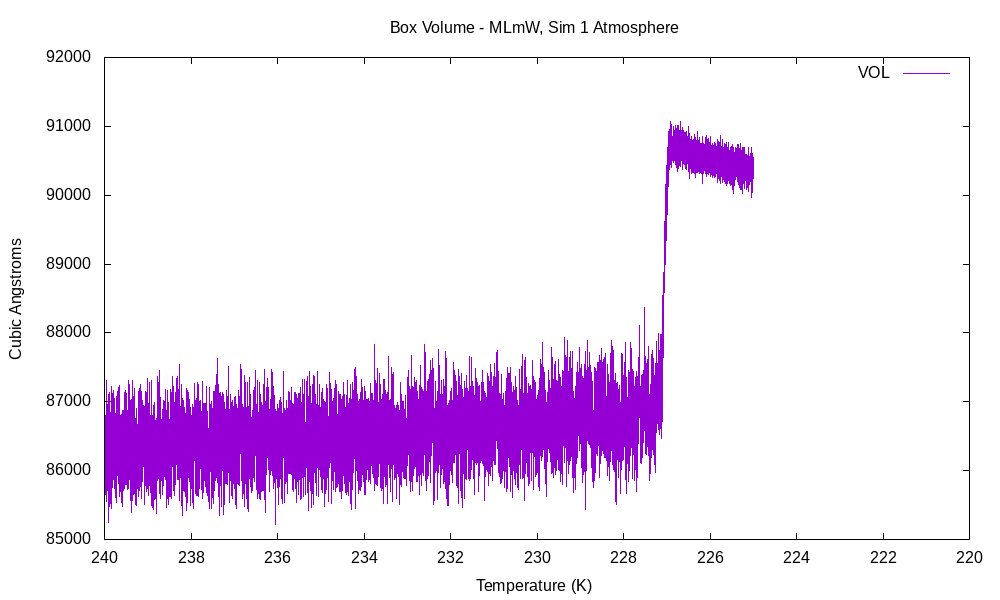 Box Volume - MLmW, Sim 1 Atmosphere
92000
VOL
91000
90000
89000
88000
87000
86000
85000
Cubic Angstroms
240 238 236 234 232 230 228 226 224 222 220
Temperature (K)